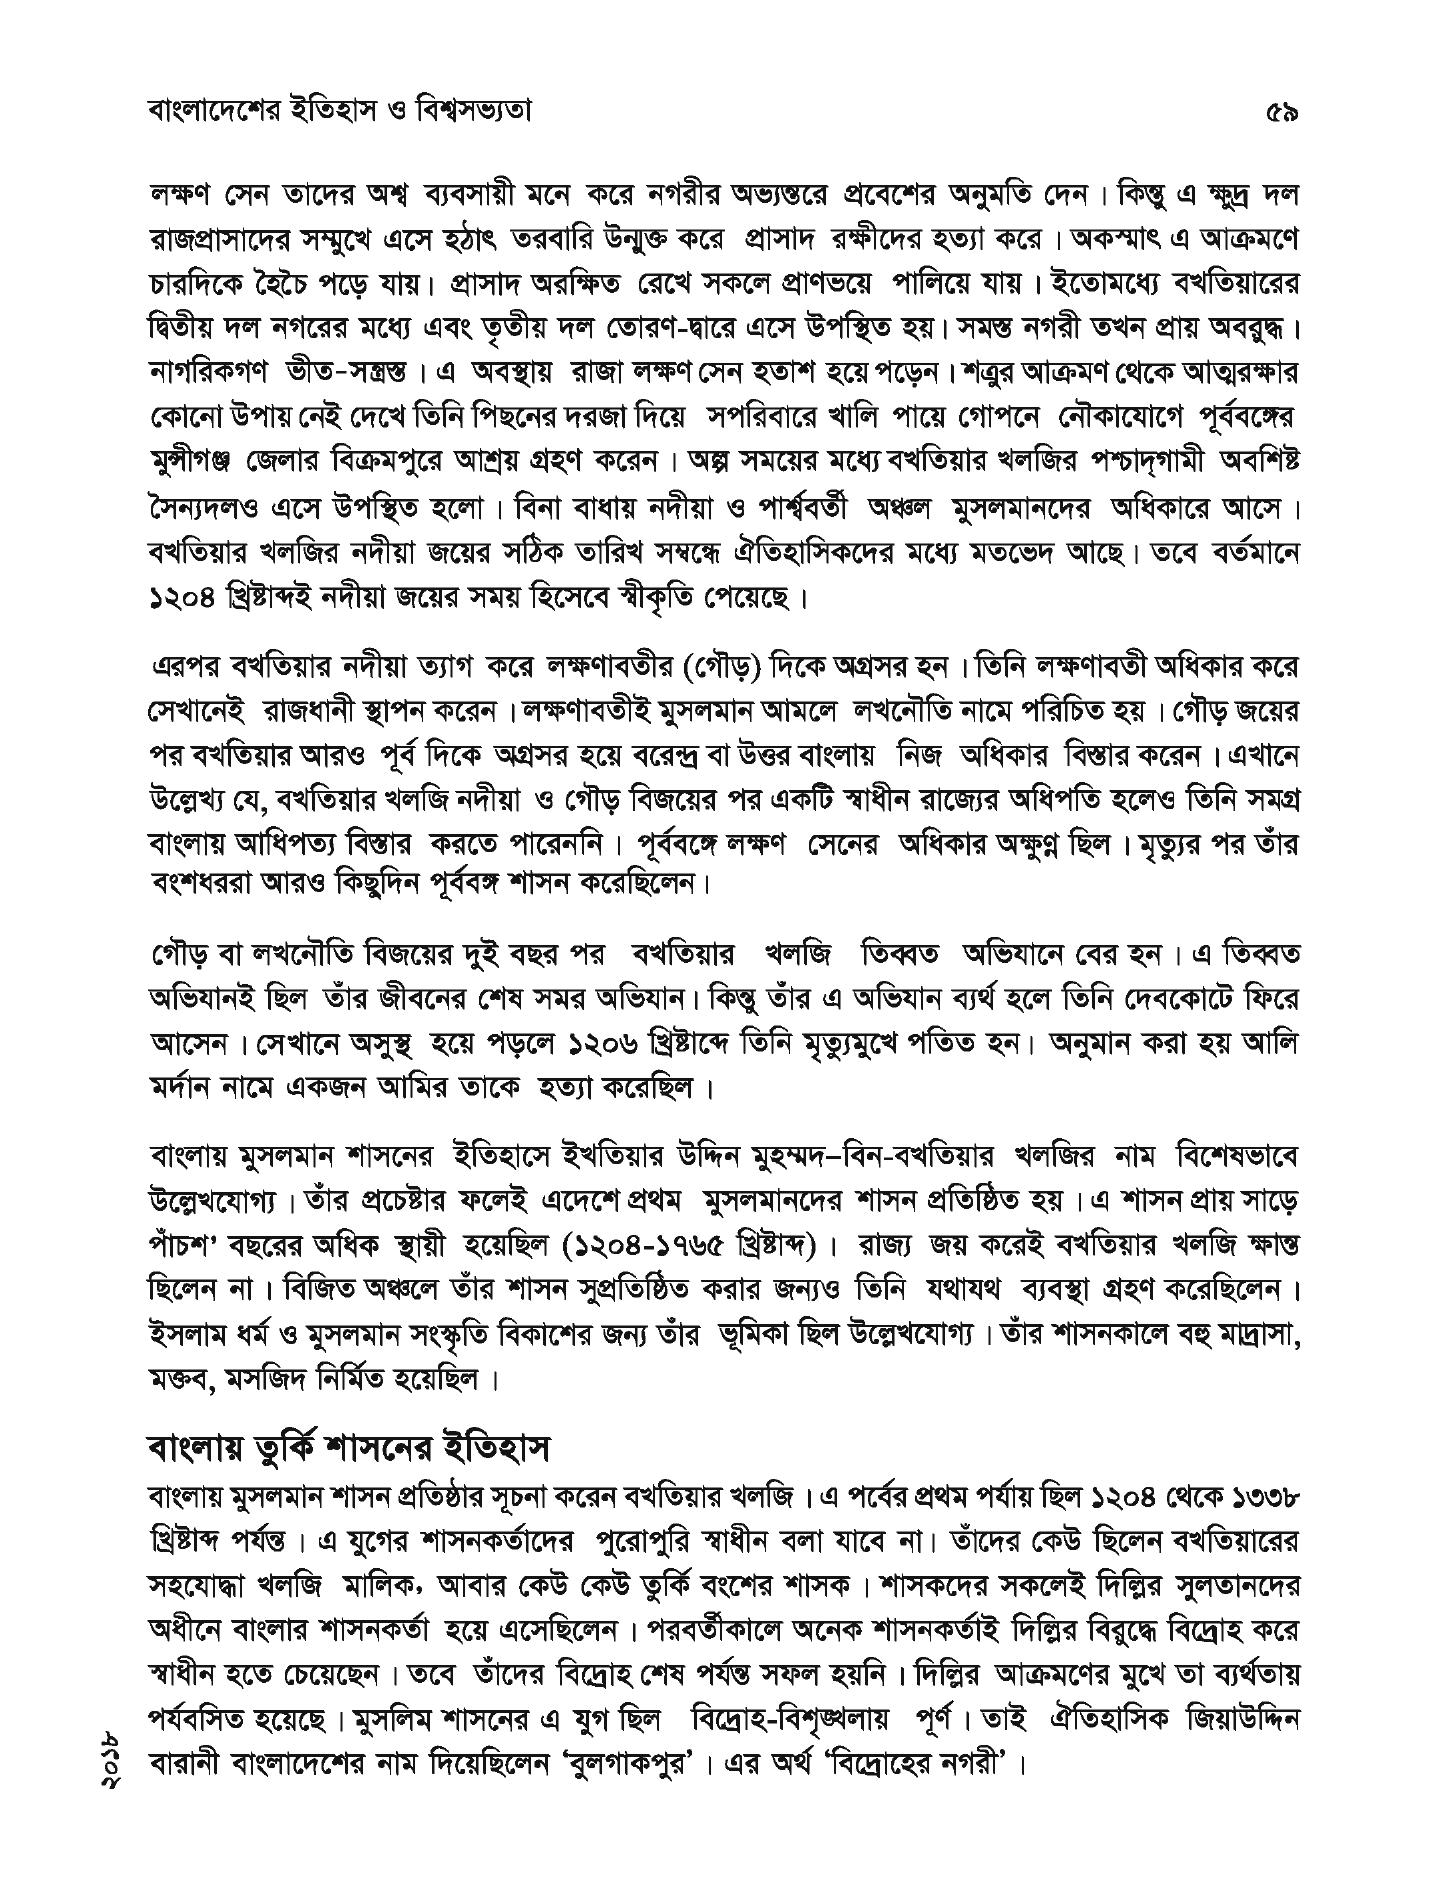 বাংলাদেশের ইতিহাস ও বিশ্বসভ্যতা ৫৯
লক্ষণ সেন তাদের অশ্ব ব্যবসায়ী মনে করে নগরীর অভ্যন্তরে প্রবেশের অনুমতি দেন। কিন্তু এ ক্ষুদ্র দল
রাজপ্রাসাদের সম্মুখে এসে হঠাৎ তরবারি উন্মুক্ত করে প্রাসাদ রক্ষীদের হত্যা করে। অকস্মাৎ এ আক্রমণে
চারদিকে হৈচৈ পড়ে যায়। প্রাসাদ অরক্ষিত রেখে সকলে প্রাণভয়ে পালিয়ে যায়। ইতোমধ্যে বখতিয়ারের
দ্বিতীয় দল নগরের মধ্যে এবং তৃতীয় দল তোরণ-দ্বারে এসে উপস্থিত হয়। সমস্ত নগরী তখন প্রায় অবরুদ্ধ।
নাগরিকগণ ভীত-সন্ত্রস্ত। এ অবস্থায় রাজা লক্ষণ সেন হতাশ হয়ে পড়েন। শত্রুর আক্রমণ থেকে আত্মরক্ষার
কোনো উপায় নেই দেখে তিনি পিছনের দরজা দিয়ে সপরিবারে খালি পায়ে গোপনে নৌকাযোগে পূর্ববঙ্গের
মুন্সীগঞ্জ জেলার বিক্রমপুরে আশ্রয় গ্রহণ করেন। অল্প সময়ের মধ্যে বখতিয়ার খলজির পশ্চাদ্‌গামী অবশিষ্ট
সৈন্যদলও এসে উপস্থিত হলো। বিনা বাধায় নদীয়া ও পার্শ্ববর্তী অঞ্চল মুসলমানদের অধিকারে আসে।
বখতিয়ার খলজির নদীয়া জয়ের সঠিক তারিখ সম্বন্ধে ঐতিহাসিকদের মধ্যে মতভেদ আছে। তবে বর্তমানে
১২০৪ খ্রিষ্টাব্দই নদীয়া জয়ের সময় হিসেবে স্বীকৃতি পেয়েছে।
এরপর বখতিয়ার নদীয়া ত্যাগ করে লক্ষণাবতীর (গৌড়) দিকে অগ্রসর হন। তিনি লক্ষণাবতী অধিকার করে
সেখানেই রাজধানী স্থাপন করেন। লক্ষণাবতীই মুসলমান আমলে লখনৌতি নামে পরিচিত হয়। গৌড় জয়ের
পর বখতিয়ার আরও পূর্ব দিকে অগ্রসর হয়ে বরেন্দ্র বা উত্তর বাংলায় নিজ অধিকার বিস্তার করেন। এখানে
উল্লেখ্য যে, বখতিয়ার খলজি নদীয়া ও গৌড় বিজয়ের পর একটি স্বাধীন রাজ্যের অধিপতি হলেও তিনি সমগ্র
বাংলায় আধিপত্য বিস্তার করতে পারেননি। পূর্ববঙ্গে লক্ষণ সেনের অধিকার অক্ষুণ্ণ ছিল। মৃত্যুর পর তাঁর
বংশধররা আরও কিছুদিন পূর্ববঙ্গ শাসন করেছিলেন।
গৌড় বা লখনৌতি বিজয়ের দুই বছর পর বখতিয়ার খলজি তিব্বত অভিযানে বের হন। এ তিব্বত
অভিযানই ছিল তাঁর জীবনের শেষ সমর অভিযান। কিন্তু তাঁর এ অভিযান ব্যর্থ হলে তিনি দেবকোটে ফিরে
আসেন। সেখানে অসুস্থ হয়ে পড়লে ১২০৬ খ্রিষ্টাব্দে তিনি মৃত্যুমুখে পতিত হন। অনুমান করা হয় আলি
মর্দান নামে একজন আমির তাকে হত্যা করেছিল।
বাংলায় মুসলমান শাসনের ইতিহাসে ইখতিয়ার উদ্দিন মুহম্মদ–বিন-বখতিয়ার খলজির নাম বিশেষভাবে
উল্লেখযোগ্য। তাঁর প্রচেষ্টার ফলেই এদেশে প্রথম মুসলমানদের শাসন প্রতিষ্ঠিত হয়। এ শাসন প্রায় সাড়ে
পাঁচশ’ বছরের অধিক স্থায়ী হয়েছিল (১২০৪-১৭৬৫ খ্রিষ্টাব্দ)। রাজ্য জয় করেই বখতিয়ার খলজি ক্ষান্ত
ছিলেন না। বিজিত অঞ্চলে তাঁর শাসন সুপ্রতিষ্ঠিত করার জন্যও তিনি যথাযথ ব্যবস্থা গ্রহণ করেছিলেন।
ইসলাম ধর্ম ও মুসলমান সংস্কৃতি বিকাশের জন্য তাঁর ভূমিকা ছিল উল্লেখযোগ্য। তাঁর শাসনকালে বহু মাদ্রাসা,
মক্তব, মসজিদ নির্মিত হয়েছিল।
বাংলায় তুর্কি শাসনের ইতিহাস
বাংলায় মুসলমান শাসন প্রতিষ্ঠার সূচনা করেন বখতিয়ার খলজি। এ পর্বের প্রথম পর্যায় ছিল ১২০৪ থেকে ১৩৩৮
খ্রিষ্টাব্দ পর্যন্ত। এ যুগের শাসনকর্তাদের পুরোপুরি স্বাধীন বলা যাবে না। তাঁদের কেউ ছিলেন বখতিয়ারের
সহযোদ্ধা খলজি মালিক, আবার কেউ কেউ তুর্কি বংশের শাসক। শাসকদের সকলেই দিল্লির সুলতানদের
অধীনে বাংলার শাসনকর্তা হয়ে এসেছিলেন। পরবর্তীকালে অনেক শাসনকর্তাই দিল্লির বিরুদ্ধে বিদ্রোহ করে
স্বাধীন হতে চেয়েছেন। তবে তাঁদের বিদ্রোহ শেষ পর্যন্ত সফল হয়নি। দিল্লির আক্রমণের মুখে তা ব্যর্থতায়
পর্যবসিত হয়েছে। মুসলিম শাসনের এ যুগ ছিল বিদ্রোহ-বিশৃঙ্খলায় পূর্ণ। তাই ঐতিহাসিক জিয়াউদ্দিন
বারানী বাংলাদেশের নাম দিয়েছিলেন ‘বুলগাকপুর’। এর অর্থ ‘বিদ্রোহের নগরী’।
২০১৮